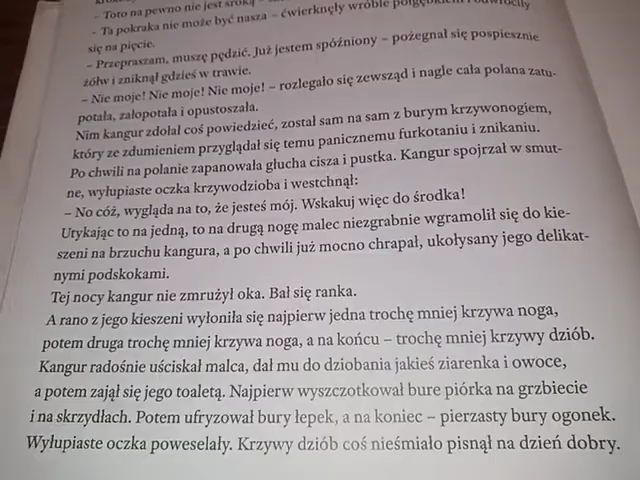 – Toto na pewno nie jest sroka –
– Ta pokraka nie może być nasza – ćwierknęły wróble półgębkiem i odwróciły
się na pięcie.
– Przepraszam, muszę pędzić. Już jestem spóźniony – pożegnał się pospiesznie
żółw i zniknął gdzieś w trawie.
– Nie moje! Nie moje! Nie moje! – rozlegało się zewsząd i nagle cała polana zatu-
potała, załopotała i opustoszała.
Nim kangur zdołał coś powiedzieć, został sam na sam z burym krzywonogiem,
który ze zdumieniem przyglądał się temu panicznemu furkotaniu i znikaniu.
Po chwili na polanie zapanowała głucha cisza i pustka. Kangur spojrzał w smut-
ne, wyłupiaste oczka krzywodzioba i westchnął:
– No cóż, wygląda na to, że jesteś mój. Wskakuj więc do środka!
Utykając to na jedną, to na drugą nogę malec niezgrabnie wgramolił się do kie-
szeni na brzuchu kangura, a po chwili już mocno chrapał, ukołysany jego delikat-
nymi podskokami.
Tej nocy kangur nie zmrużył oka. Bał się ranka.
A rano z jego kieszeni wyłoniła się najpierw jedna trochę mniej krzywa noga,
potem druga trochę mniej krzywa noga, a na końcu – trochę mniej krzywy dziób.
Kangur radośnie uściskał malca, dał mu do dziobania jakieś ziarenka i owoce,
a potem zajął się jego toaletą. Najpierw wyszczotkował bure piórka na grzbiecie
i na skrzydłach. Potem ufryzował bury łepek, a na koniec – pierzasty bury ogonek.
Wyłupiaste oczka poweselały. Krzywy dziób coś nieśmiało pisnął na dzień dobry.